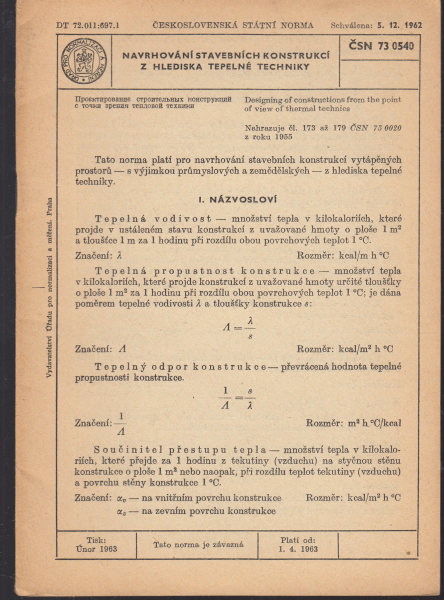 DT 72.011:697.1 ČESKOSLOVENSKÁ STÁTNÍ NORMA Schválena: 5. 12. 1962
NAVRHOVÁNÍ STAVEBNÍCH KONSTRUKCÍ
Z HLEDISKA TEPELNÉ TECHNIKY
ČSN 73 0540
Проектирование строительных конструкций
с точки зрения тепловой техники
Designing of constructions from the point
of view of thermal technics
Nehrazuje čl. 173 až 179 ČSN 73 0020
z roku 1955
Tato norma platí pro navrhování stavebních konstrukcí vytápěných
prostorů — s výjimkou průmyslových a zemědělských — z hlediska tepelné
techniky.
I. NÁZVOSLOVÍ
Tepelná vodivost — množství tepla v kilokaloriích, které
projde v ustáleném stavu konstrukcí z uvažované hmoty o ploše 1 m²
a tloušťce 1 m za 1 hodinu při rozdílu obou povrchových teplot 1 °C.
Značení: λ Rozměr: kcal/m h °C
Tepelná propustnost konstrukce — množství tepla
v kilokaloriích, které projde konstrukcí z uvažované hmoty určité tloušťky
o ploše 1 m² za 1 hodinu při rozdílu obou povrchových teplot 1 °C; je dána
poměrem tepelné vodivosti λ a tloušťky konstrukce s:
Λ = λ/s
Značení: Λ Rozměr: kcal/m² h °C
Tepelný odpor konstrukce — převrácená hodnota tepelné
propustnosti konstrukce.
1/Λ = s/λ
Značení: 1/Λ Rozměr: m² h °C/kcal
Součinitel přestupu tepla — množství tepla v kilokalo-
riích, které přejde za 1 hodinu z tekutiny (vzduchu) na styčnou stěnu
konstrukce o ploše 1 m² nebo naopak, při rozdílu teplot tekutiny (vzduchu)
a povrchu stěny konstrukce 1 °C.
Značení: αᵥ — na vnitřním povrchu konstrukce Rozměr: kcal/m² h °C
α — na zevním povrchu konstrukce
Tisk:
Únor 1963
Tato norma je závazná
Platí od:
1. 4. 1963
Vydavatelství Úřadu pro normalizaci a měření, Praha